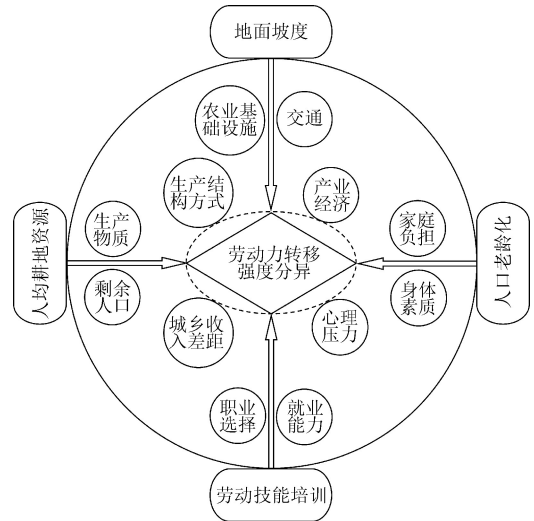 地面坡度
农业基
础设施
交通
生产结
构方式
产业
经济
人均耕地资源
生产
物质
家庭
负担
人口老龄化
劳动力转移
强度分异
剩余
人口
身体
素质
城乡收
入差距
心理
压力
职业
选择
就业
能力
劳动技能培训